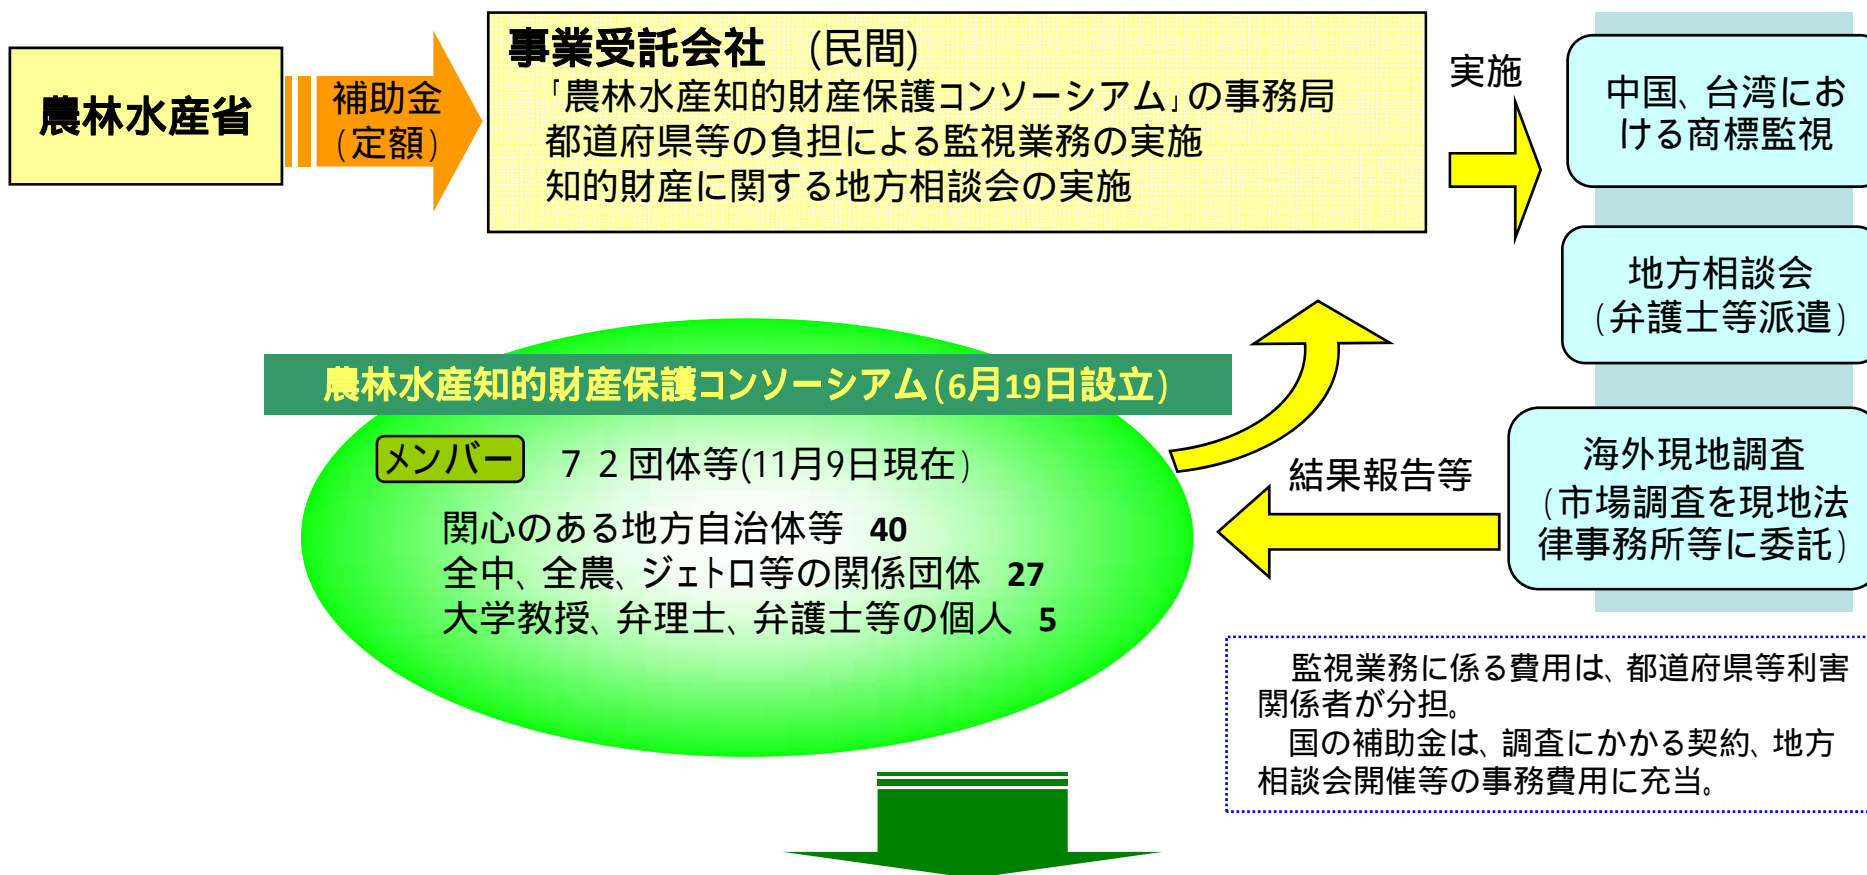 農林水産省
補助金
(定額)
事業受託会社　(民間)
「農林水産知的財産保護コンソーシアム」の事務局
都道府県等の負担による監視業務の実施
知的財産に関する地方相談会の実施
実施
中国、台湾にお
ける商標監視
地方相談会
(弁護士等派遣)
海外現地調査
(市場調査を現地法
律事務所等に委託)
結果報告等
農林水産知的財産保護コンソーシアム(6月19日設立)
メンバー　７２団体等(11月9日現在)
関心のある地方自治体等 40
全中、全農、ジェトロ等の関係団体 27
大学教授、弁理士、弁護士等の個人 5
監視業務に係る費用は、都道府県等利害
関係者が分担。
国の補助金は、調査にかかる契約、地方
相談会開催等の事務費用に充当。